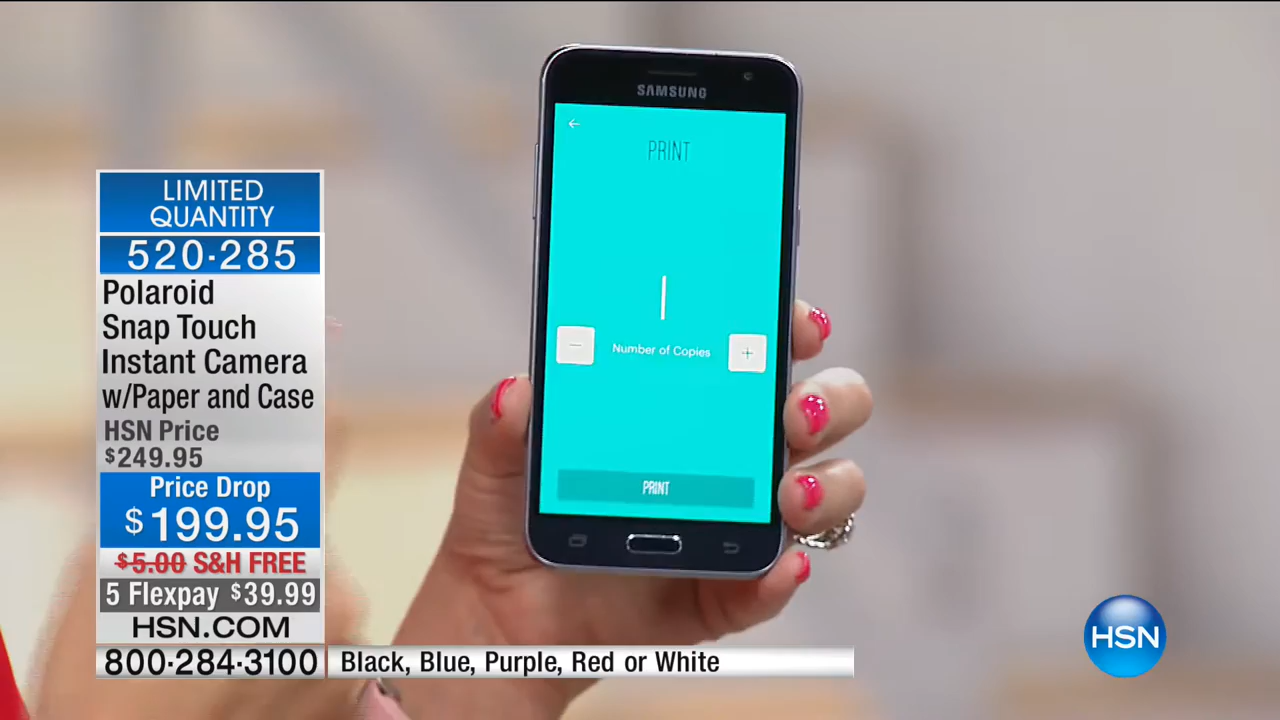 LIMITED
QUANTITY
520·285
Polaroid
Snap Touch
Instant Camera
w/Paper and Case
HSN Price
$249.95
Price Drop
$199.95
$5.00 S&H FREE
5 Flexpay $39.99
HSN.COM
800·284·3100
Black, Blue, Purple, Red or White
SAMSUNG
←
PRINT
1
− Number of Copies +
PRINT
HSN